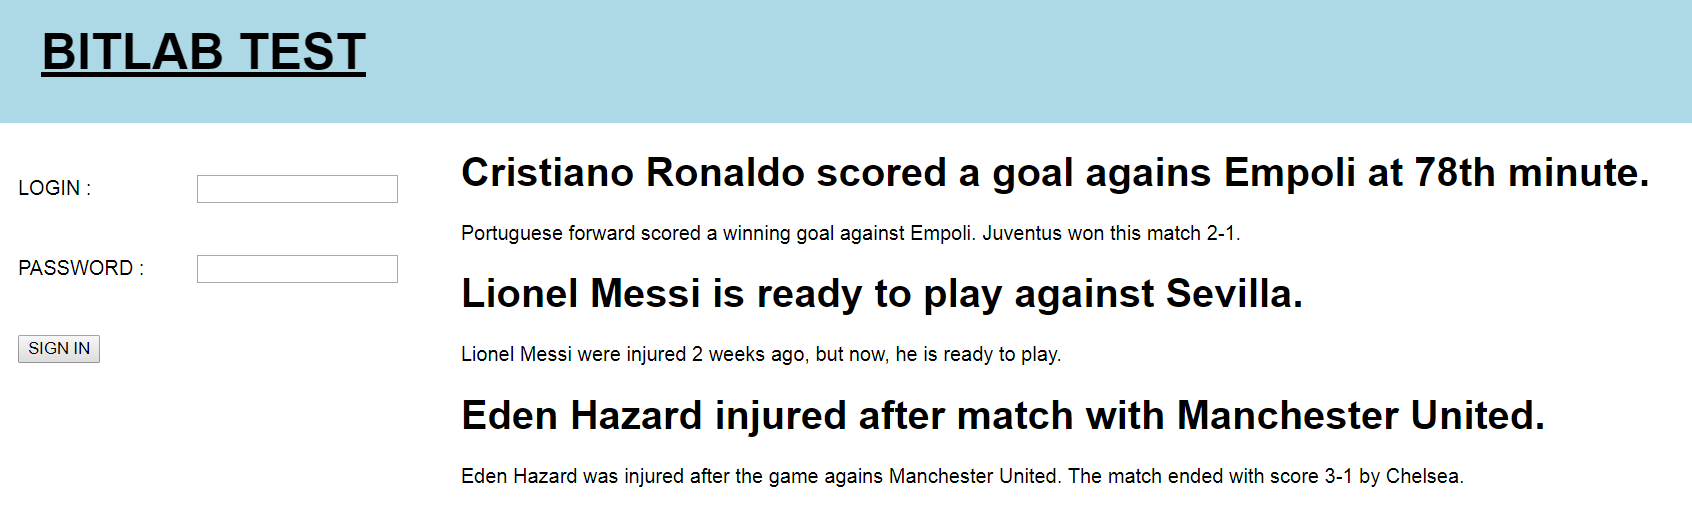 BITLAB TEST
LOGIN :
PASSWORD :
SIGN IN
Cristiano Ronaldo scored a goal agains Empoli at 78th minute.
Portuguese forward scored a winning goal against Empoli. Juventus won this match 2-1.
Lionel Messi is ready to play against Sevilla.
Lionel Messi were injured 2 weeks ago, but now, he is ready to play.
Eden Hazard injured after match with Manchester United.
Eden Hazard was injured after the game agains Manchester United. The match ended with score 3-1 by Chelsea.